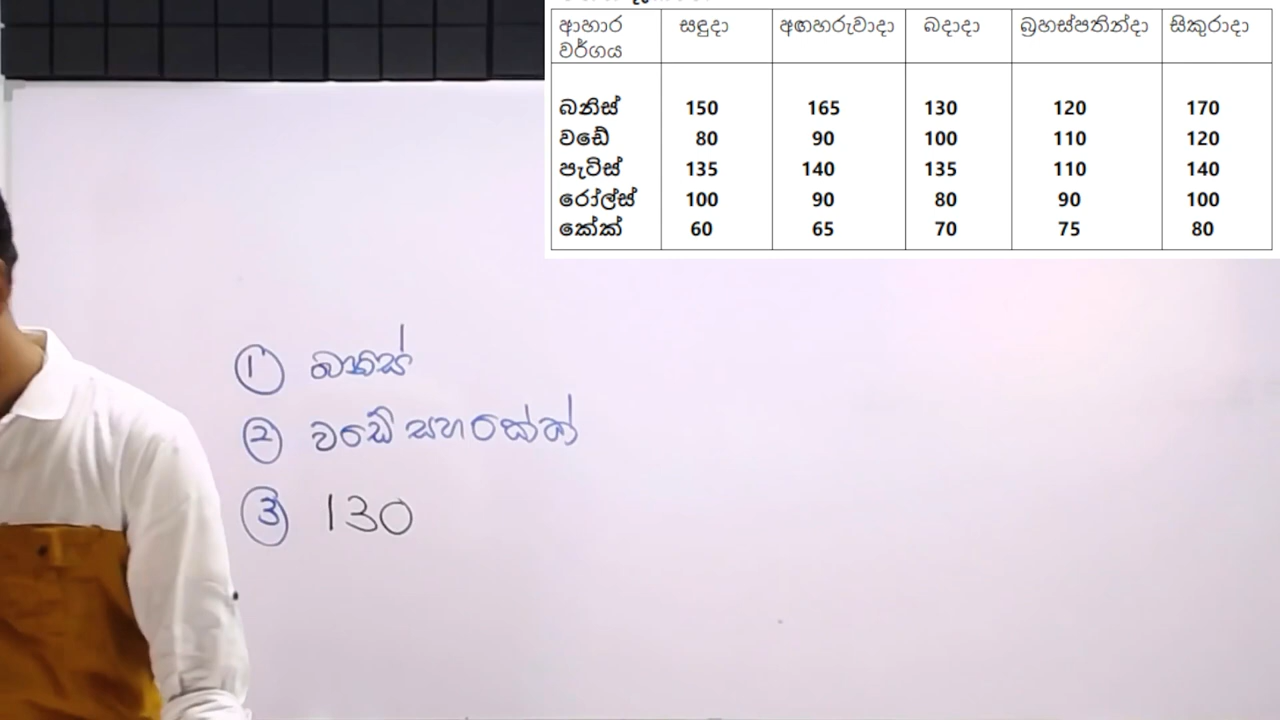 ආහාර වර්ගය සඳුදා අඟහරුවාදා බදාදා බ්‍රහස්පතින්දා සිකුරාදා
බනිස් 150 165 130 120 170
වඩේ 80 90 100 110 120
පැටිස් 135 140 135 110 140
රෝල්ස් 100 90 80 90 100
කේක් 60 65 70 75 80
① බනිස්
② වඩේ සහ කේක්
③ 130